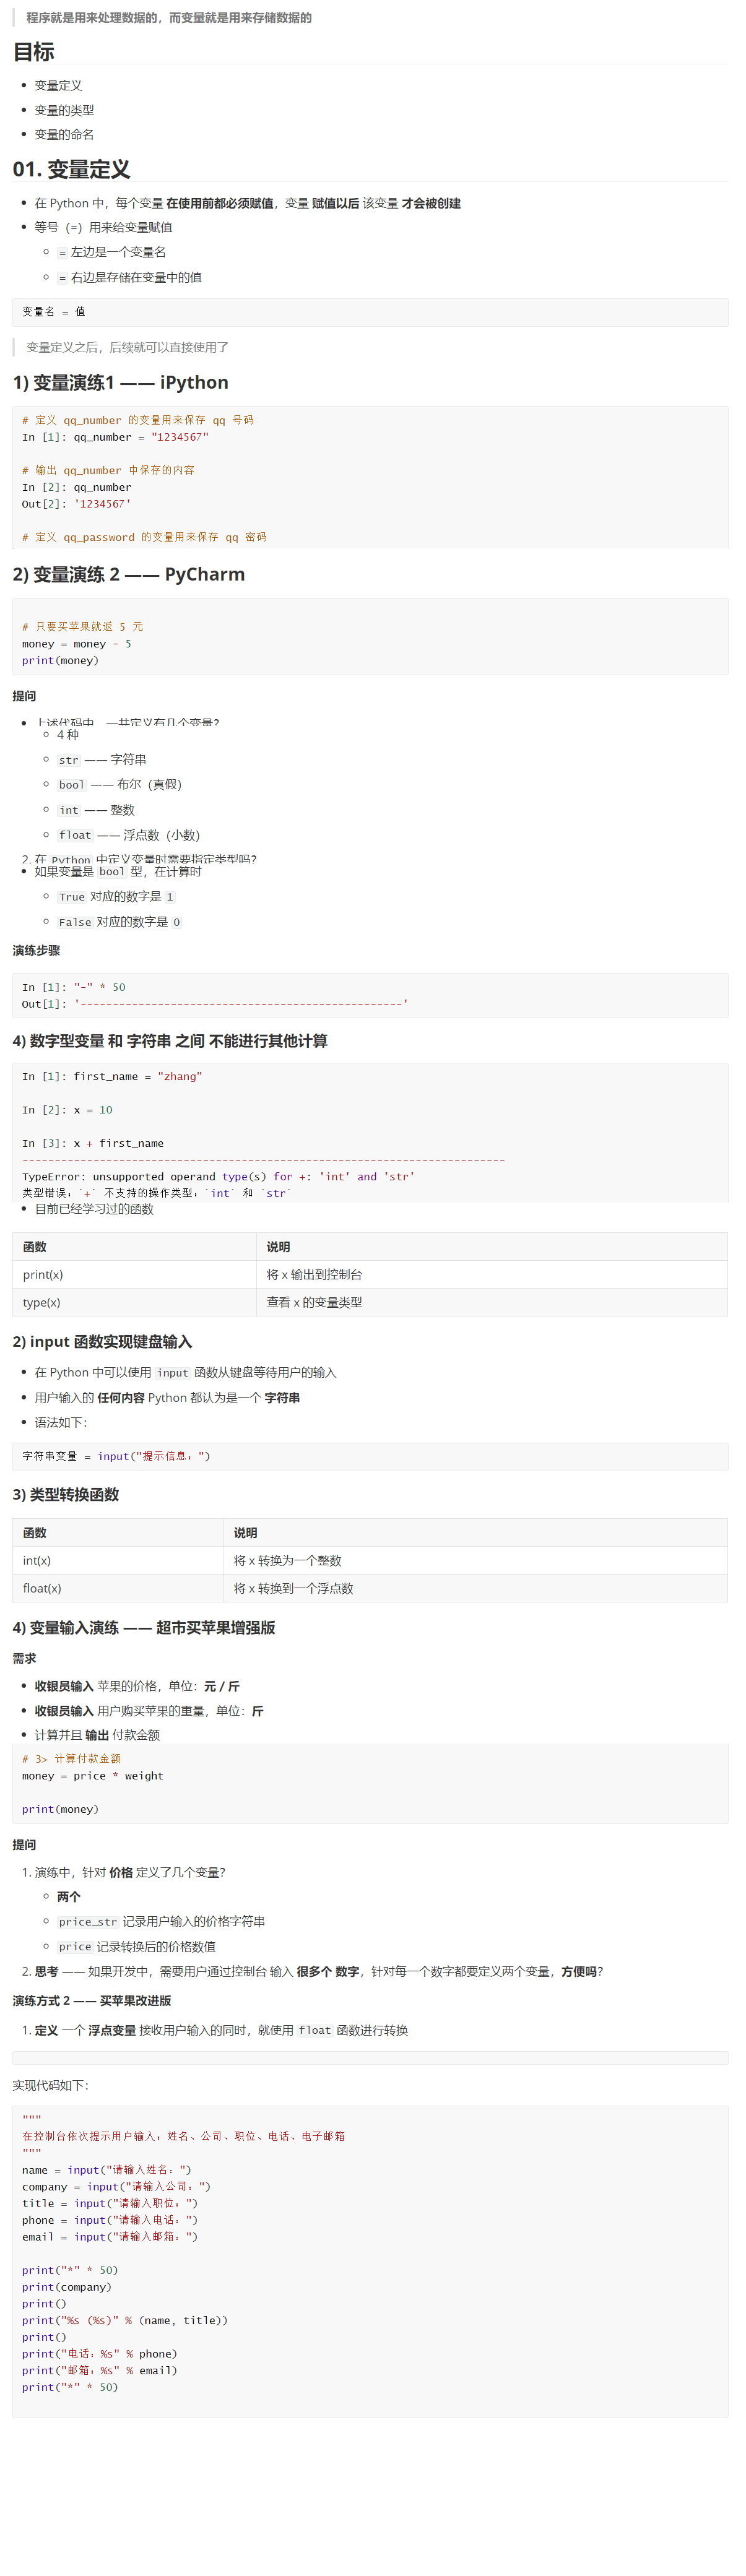 程序就是用来处理数据的，而变量就是用来存储数据的
目标
变量定义
变量的类型
变量的命名
01. 变量定义
在 Python 中，每个变量 在使用前都必须赋值，变量 赋值以后 该变量 才会被创建
等号（=）用来给变量赋值
= 左边是一个变量名
= 右边是存储在变量中的值
变量名 = 值
变量定义之后，后续就可以直接使用了
1) 变量演练1 —— iPython
# 定义 qq_number 的变量用来保存 qq 号码
In [1]: qq_number = "1234567"
# 输出 qq_number 中保存的内容
In [2]: qq_number
Out[2]: '1234567'
# 定义 qq_password 的变量用来保存 qq 密码
2) 变量演练 2 —— PyCharm
# 只要买苹果就返 5 元
money = money - 5
print(money)
提问
上述代码中，一共定义有几个变量？
4 种
str —— 字符串
bool —— 布尔（真假）
int —— 整数
float —— 浮点数（小数）
2. 在 Python 中定义变量时需要指定类型吗？
如果变量是 bool 型，在计算时
True 对应的数字是 1
False 对应的数字是 0
演练步骤
In [1]: "-" * 50
Out[1]: '--------------------------------------------------'
4) 数字型变量 和 字符串 之间 不能进行其他计算
In [1]: first_name = "zhang"
In [2]: x = 10
In [3]: x + first_name
---------------------------------------------------------------------------
TypeError: unsupported operand type(s) for +: 'int' and 'str'
类型错误：`+` 不支持的操作类型：`int` 和 `str`
目前已经学习过的函数
函数 说明
print(x) 将 x 输出到控制台
type(x) 查看 x 的变量类型
2) input 函数实现键盘输入
在 Python 中可以使用 input 函数从键盘等待用户的输入
用户输入的 任何内容 Python 都认为是一个 字符串
语法如下：
字符串变量 = input("提示信息：")
3) 类型转换函数
函数 说明
int(x) 将 x 转换为一个整数
float(x) 将 x 转换到一个浮点数
4) 变量输入演练 —— 超市买苹果增强版
需求
收银员输入 苹果的价格，单位：元 / 斤
收银员输入 用户购买苹果的重量，单位：斤
计算并且 输出 付款金额
# 3> 计算付款金额
money = price * weight
print(money)
提问
1. 演练中，针对 价格 定义了几个变量？
两个
price_str 记录用户输入的价格字符串
price 记录转换后的价格数值
2. 思考 —— 如果开发中，需要用户通过控制台 输入 很多个 数字，针对每一个数字都要定义两个变量，方便吗？
演练方式 2 —— 买苹果改进版
1. 定义 一个 浮点变量 接收用户输入的同时，就使用 float 函数进行转换
实现代码如下：
"""
在控制台依次提示用户输入：姓名、公司、职位、电话、电子邮箱
"""
name = input("请输入姓名：")
company = input("请输入公司：")
title = input("请输入职位：")
phone = input("请输入电话：")
email = input("请输入邮箱：")
print("*" * 50)
print(company)
print()
print("%s (%s)" % (name, title))
print()
print("电话：%s" % phone)
print("邮箱：%s" % email)
print("*" * 50)